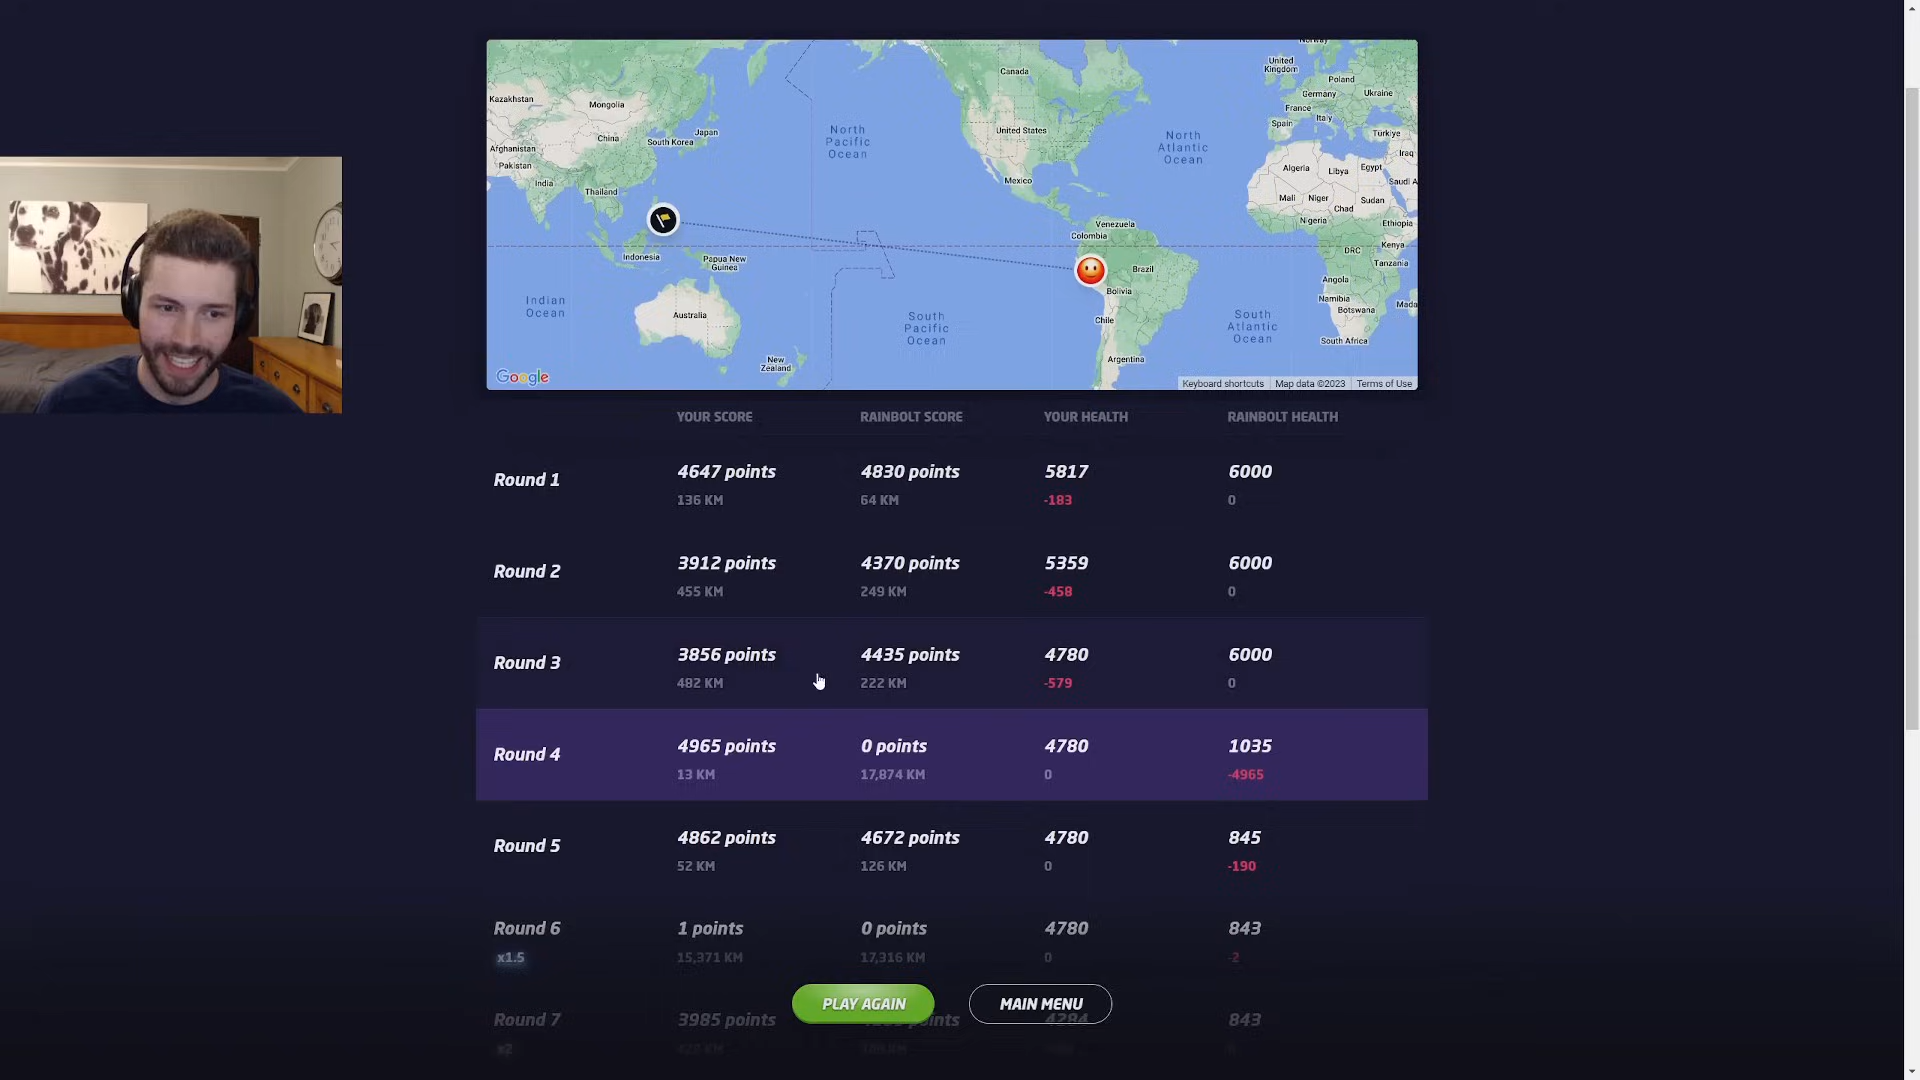 Norway
Canada
United Kingdom
Poland
Germany
Ukraine
France
Kazakhstan
Mongolia
Spain
Italy
Türkiye
North Pacific Ocean
United States
North Atlantic Ocean
Japan
South Korea
China
Afghanistan
Pakistan
Iraq
Algeria
Libya
Egypt
Saudi A
India
Thailand
Mexico
Mali
Niger
Chad
Sudan
Nigeria
Ethiopia
Venezuela
Colombia
Indonesia
Papua New Guinea
DRC
Kenya
Tanzania
Brazil
Bolivia
Angola
Namibia
Botswana
Mada
Indian Ocean
Australia
South Pacific Ocean
Chile
South Atlantic Ocean
South Africa
New Zealand
Argentina
Google
Keyboard shortcuts
Map data ©2023
Terms of Use
YOUR SCORE RAINBOLT SCORE YOUR HEALTH RAINBOLT HEALTH
Round 1 4647 points 4830 points 5817 6000
136 KM 64 KM -183 0
Round 2 3912 points 4370 points 5359 6000
455 KM 249 KM -458 0
Round 3 3856 points 4435 points 4780 6000
482 KM 222 KM -579 0
Round 4 4965 points 0 points 4780 1035
13 KM 17,874 KM 0 -4965
Round 5 4862 points 4672 points 4780 845
52 KM 126 KM 0 -190
Round 6 1 points 0 points 4780 843
x1.5 15,371 KM 17,316 KM 0 -2
PLAY AGAIN MAIN MENU
Round 7 3985 points points 4284 843
x2